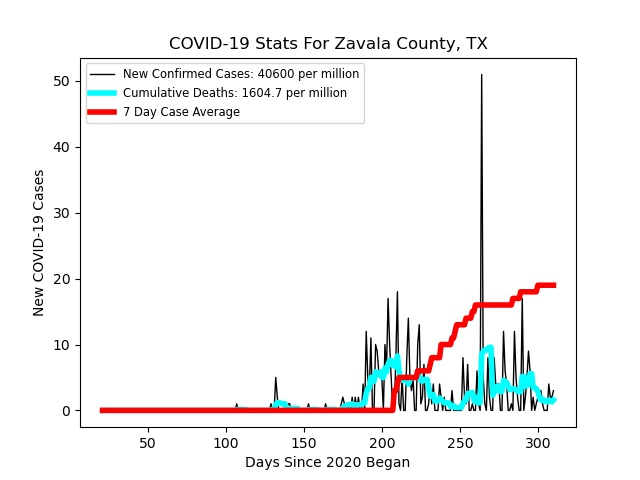 COVID-19 Stats For Zavala County, TX
New Confirmed Cases: 40600 per million
Cumulative Deaths: 1604.7 per million
7 Day Case Average
New COVID-19 Cases
50
40
30
20
10
0
50 100 150 200 250 300
Days Since 2020 Began